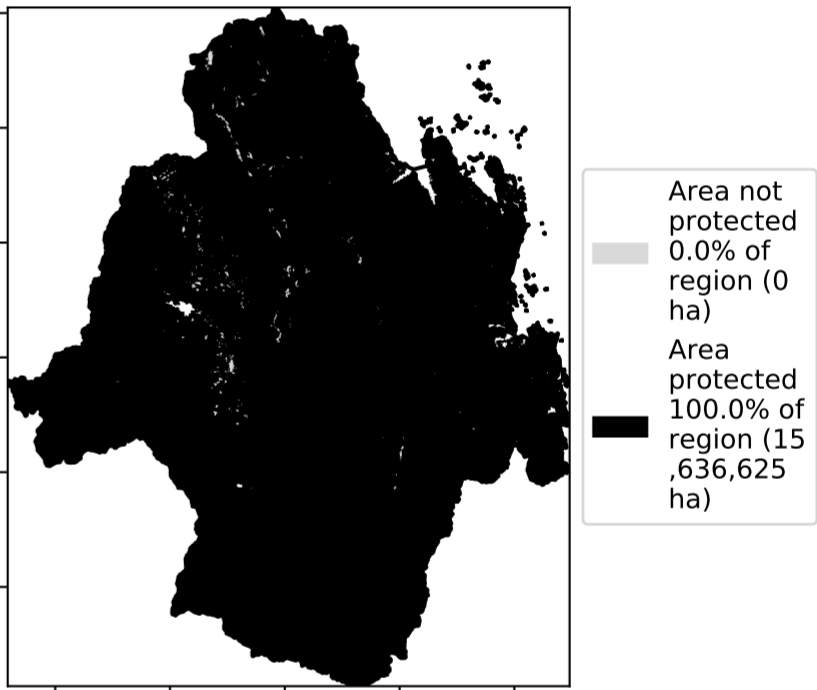 Area not
protected
0.0% of
region (0
ha)
Area
protected
100.0% of
region (15
,636,625
ha)